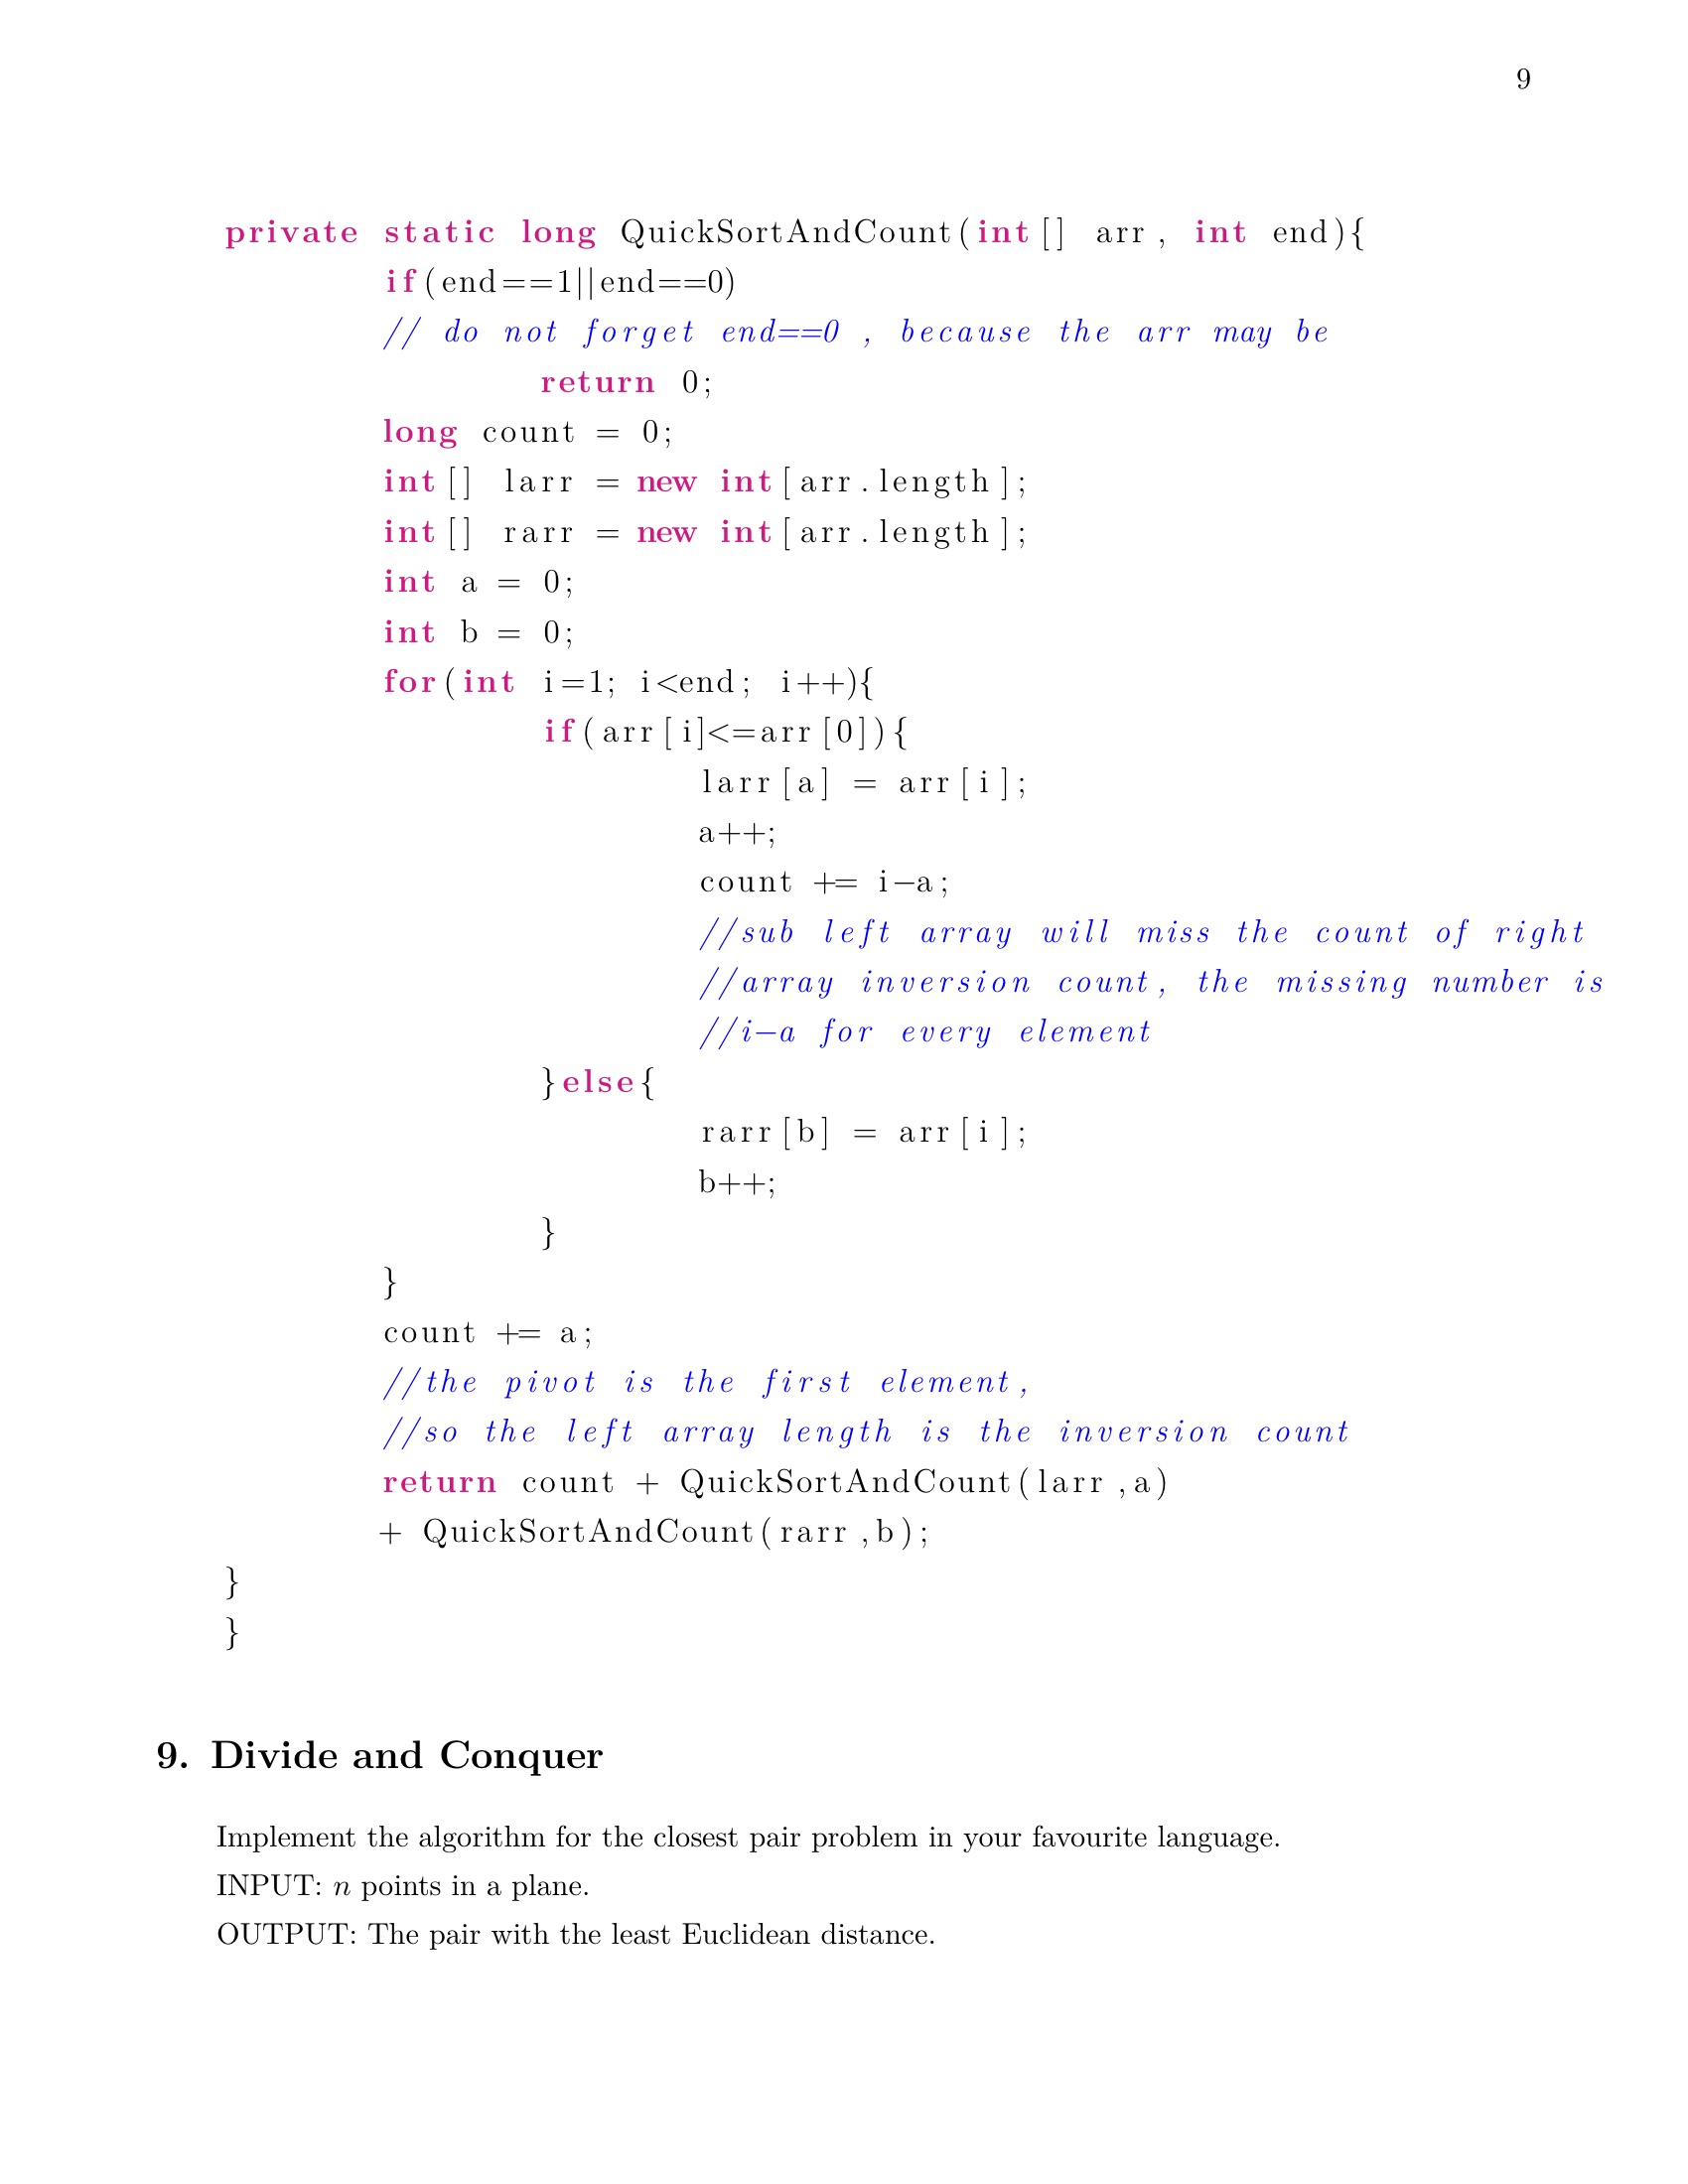 9
private static long QuickSortAndCount(int[] arr, int end){
if(end==1||end==0)
// do not forget end==0 , because the arr may be
return 0;
long count = 0;
int[] larr = new int[arr.length];
int[] rarr = new int[arr.length];
int a = 0;
int b = 0;
for(int i=1; i<end; i++){
if(arr[i]<=arr[0]){
larr[a] = arr[i];
a++;
count += i−a;
//sub left array will miss the count of right
//array inversion count, the missing number is
//i−a for every element
}else{
rarr[b] = arr[i];
b++;
}
}
count += a;
//the pivot is the first element,
//so the left array length is the inversion count
return count + QuickSortAndCount(larr,a)
+ QuickSortAndCount(rarr,b);
}
}
9. Divide and Conquer
Implement the algorithm for the closest pair problem in your favourite language.
INPUT: n points in a plane.
OUTPUT: The pair with the least Euclidean distance.